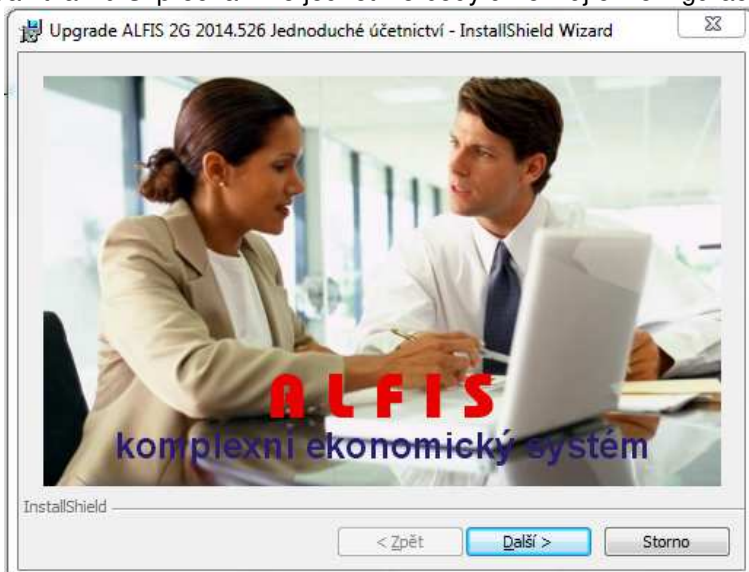 Upgrade ALFIS 2G 2014.526 Jednoduché účetnictví - InstallShield Wizard
ALFIS
komplexní ekonomický systém
InstallShield
< Zpět
Další >
Storno